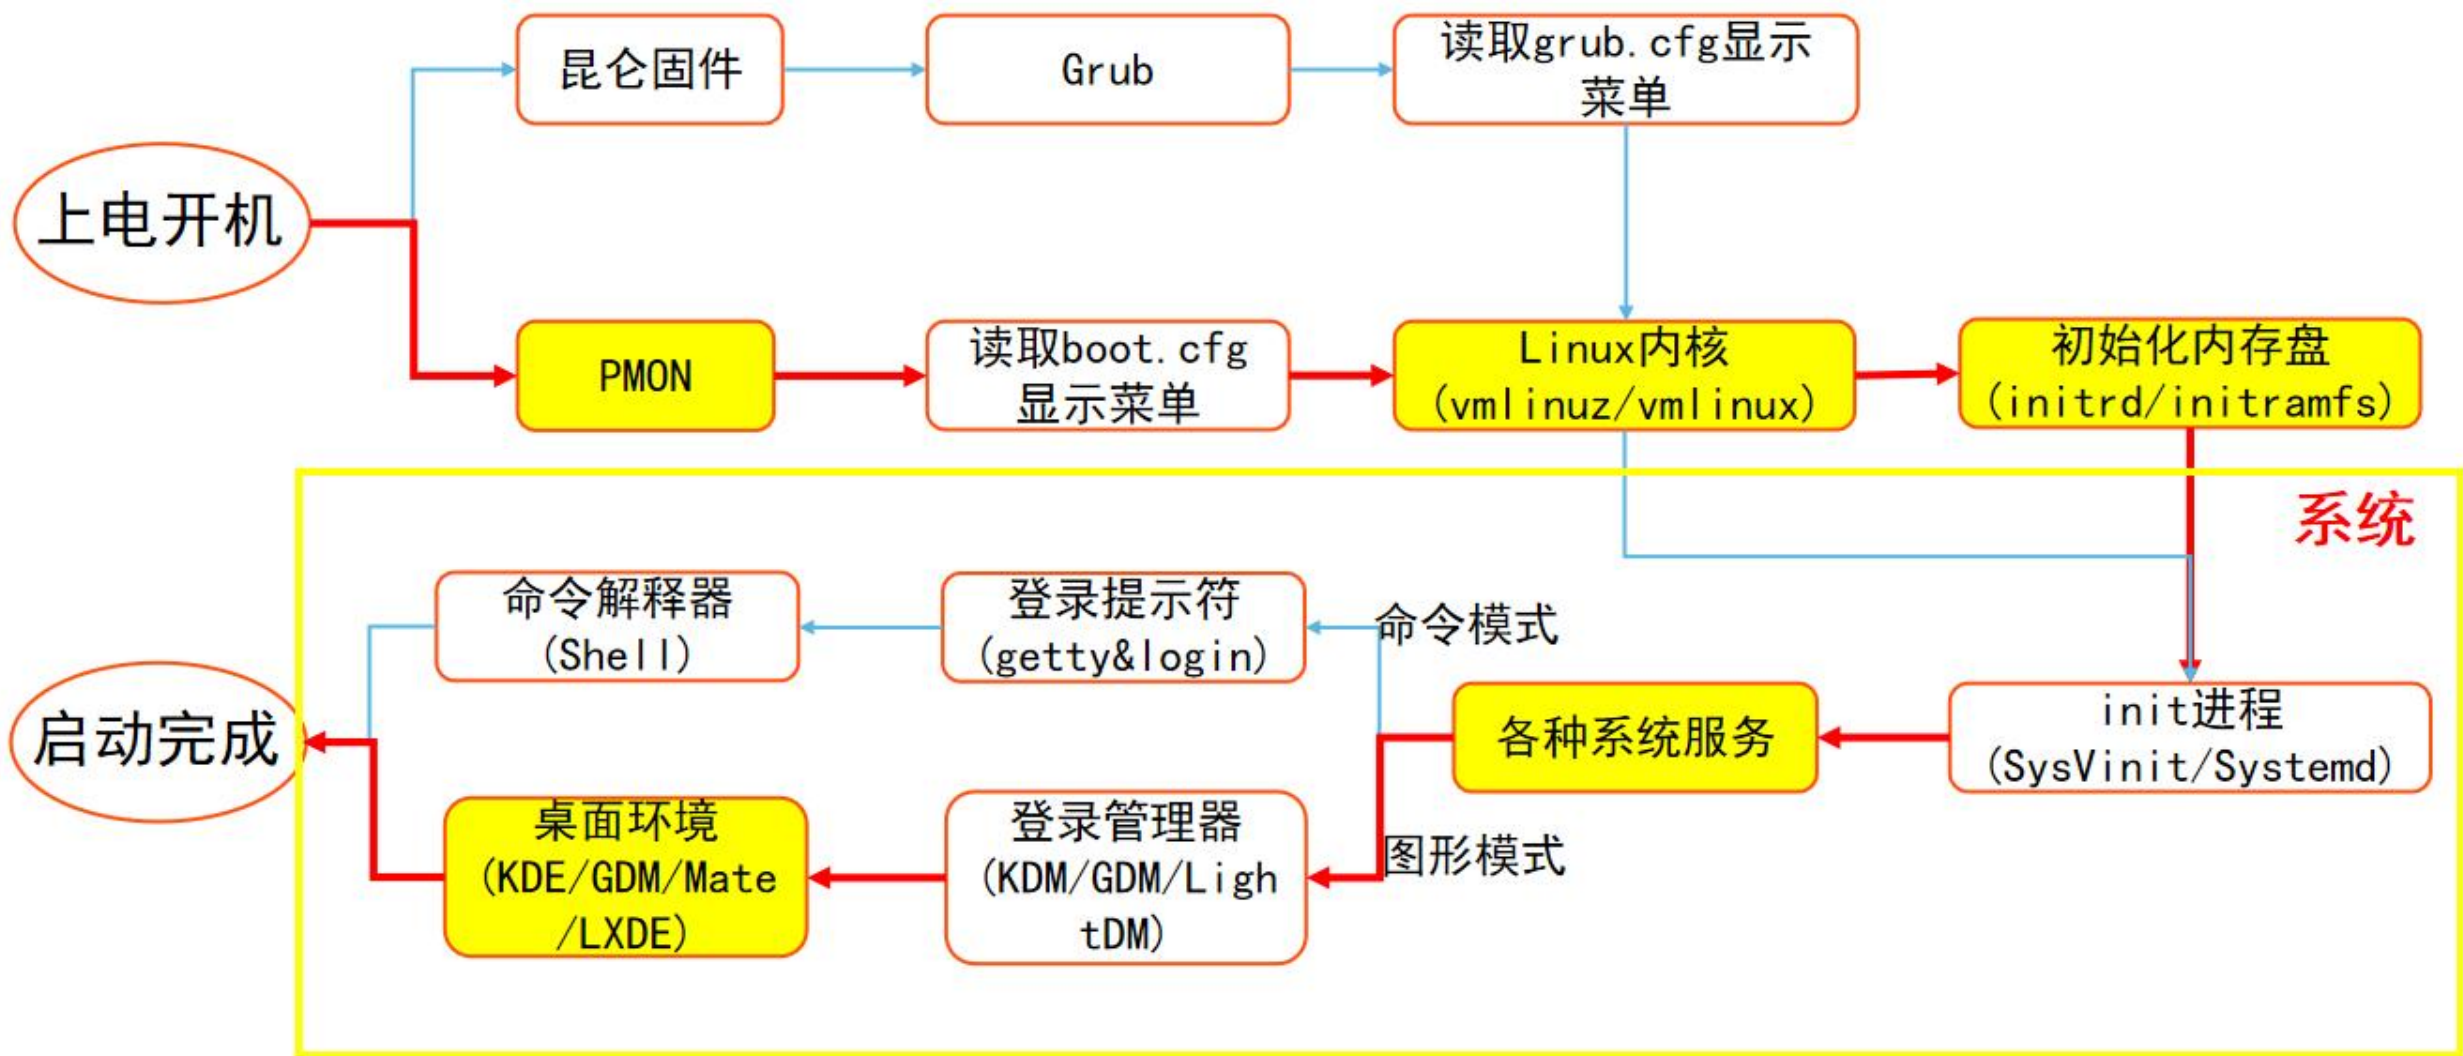 昆仑固件
Grub
读取grub.cfg显示
菜单
上电开机
PMON
读取boot.cfg
显示菜单
Linux内核
(vmlinuz/vmlinux)
初始化内存盘
(initrd/initramfs)
系统
命令解释器
(Shell)
登录提示符
(getty&login)
命令模式
启动完成
各种系统服务
init进程
(SysVinit/Systemd)
桌面环境
(KDE/GDM/Mate
/LXDE)
登录管理器
(KDM/GDM/Ligh
tDM)
图形模式